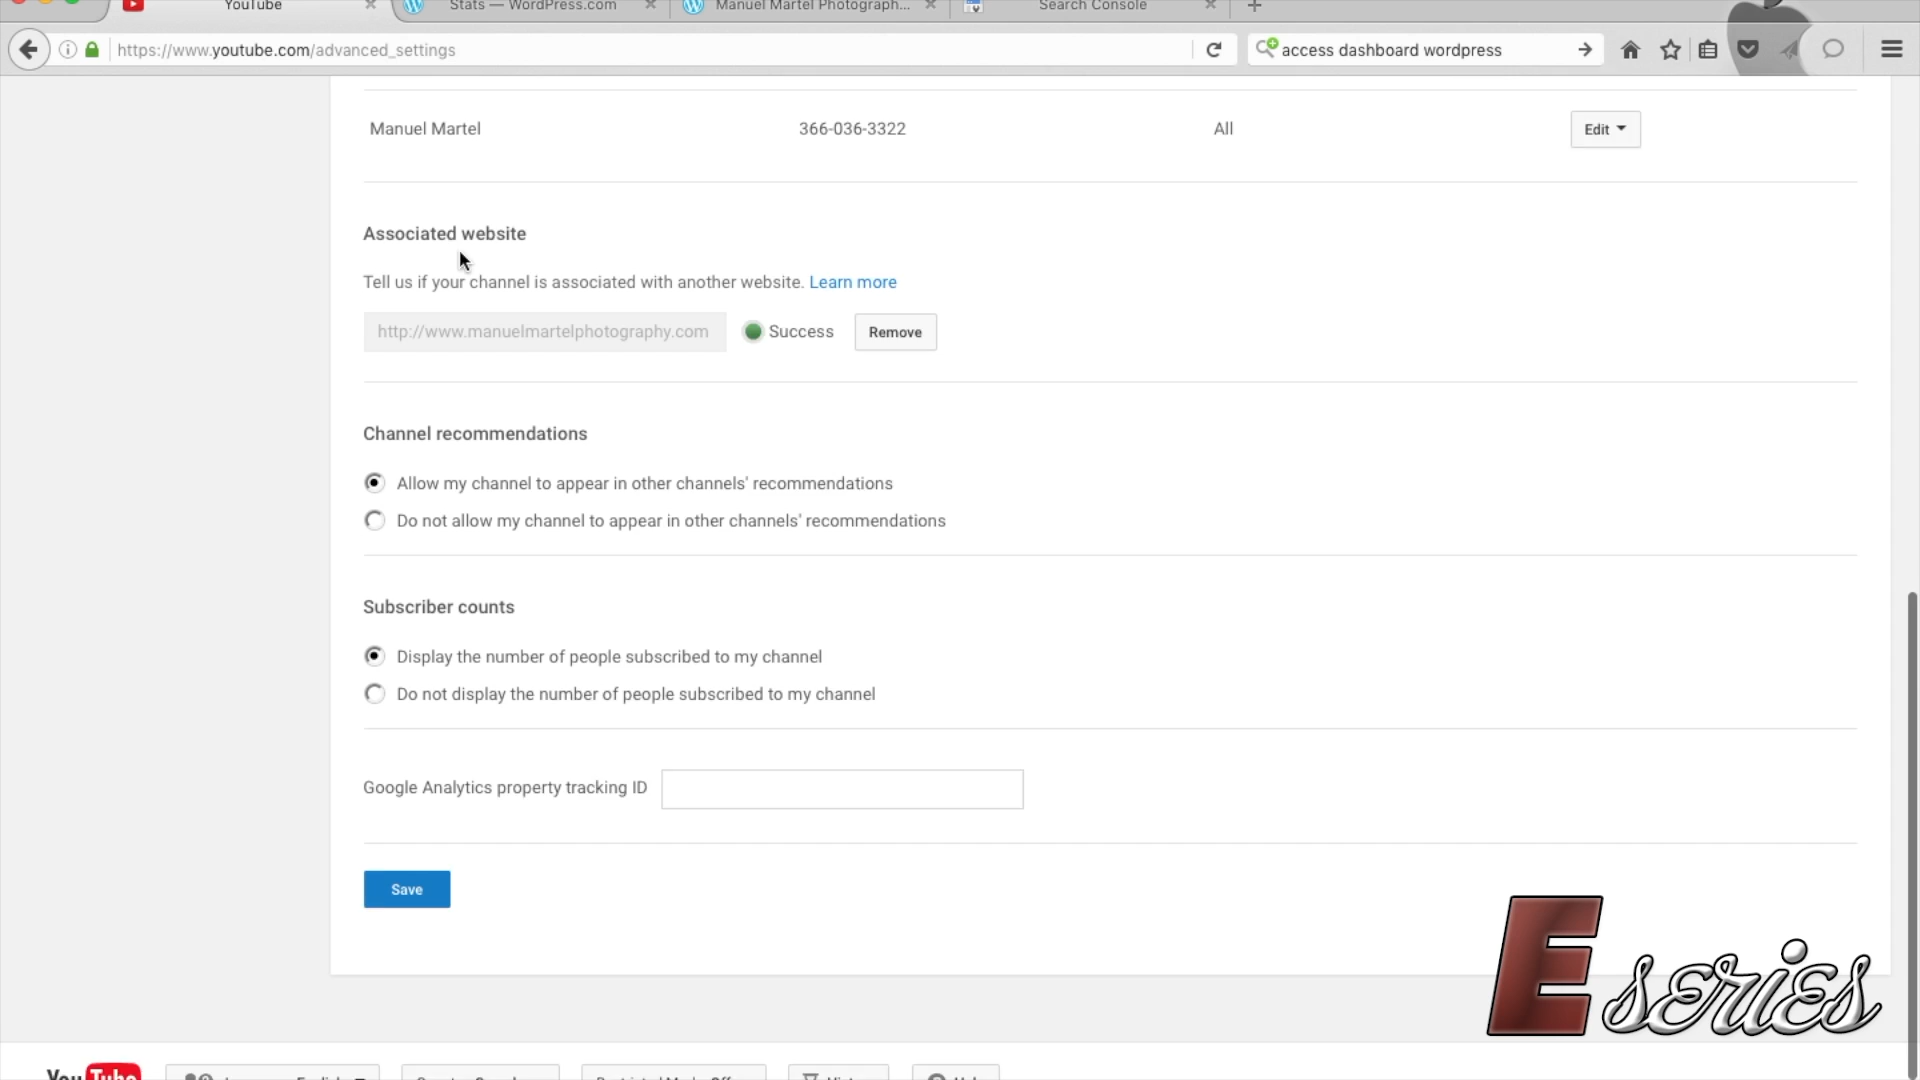 YouTube
Stats — WordPress.com
Manuel Martel Photograph...
Search Console
https://www.youtube.com/advanced_settings
access dashboard wordpress
Manuel Martel 366-036-3322 All Edit
Associated website
Tell us if your channel is associated with another website. Learn more
http://www.manuelmartelphotography.com Success Remove
Channel recommendations
Allow my channel to appear in other channels' recommendations
Do not allow my channel to appear in other channels' recommendations
Subscriber counts
Display the number of people subscribed to my channel
Do not display the number of people subscribed to my channel
Google Analytics property tracking ID
Save
E series
YouTube